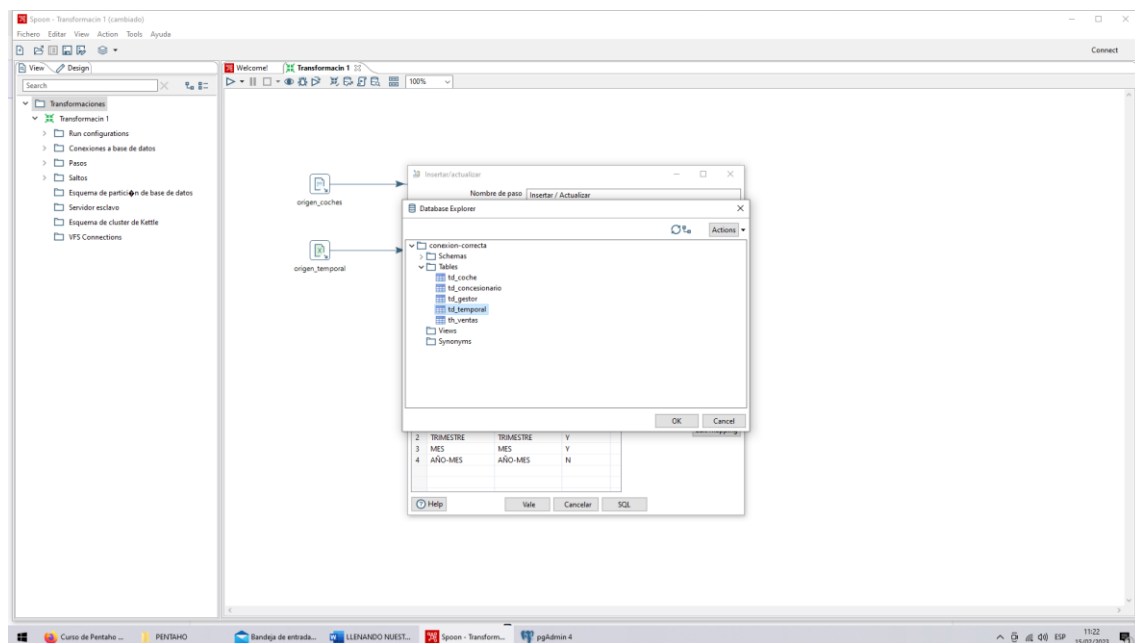 Spoon - Transformacin 1 (cambiado)
Fichero Editar View Action Tools Ayuda
Connect
View Design
Welcome! Transformacin 1
Search
100%
Transformaciones
Transformacin 1
Run configurations
Conexiones a base de datos
Pasos
Saltos
Esquema de partici�n de base de datos
Servidor esclavo
Esquema de cluster de Kettle
VFS Connections
origen_coches
origen_temporal
Insertar/actualizar
Nombre de paso Insertar / Actualizar
Database Explorer
Actions
conexion-correcta
Schemas
Tables
td_coche
td_concesionario
td_gestor
td_temporal
th_ventas
Views
Synonyms
OK Cancel
2 TRIMESTRE TRIMESTRE Y
3 MES MES Y
4 AÑO-MES AÑO-MES N
Help Vale Cancelar SQL
Curso de Pentaho ... PENTAHO Bandeja de entrada... LLENANDO NUEST... Spoon - Transform... pgAdmin 4 ESP 11:22
15/02/2023